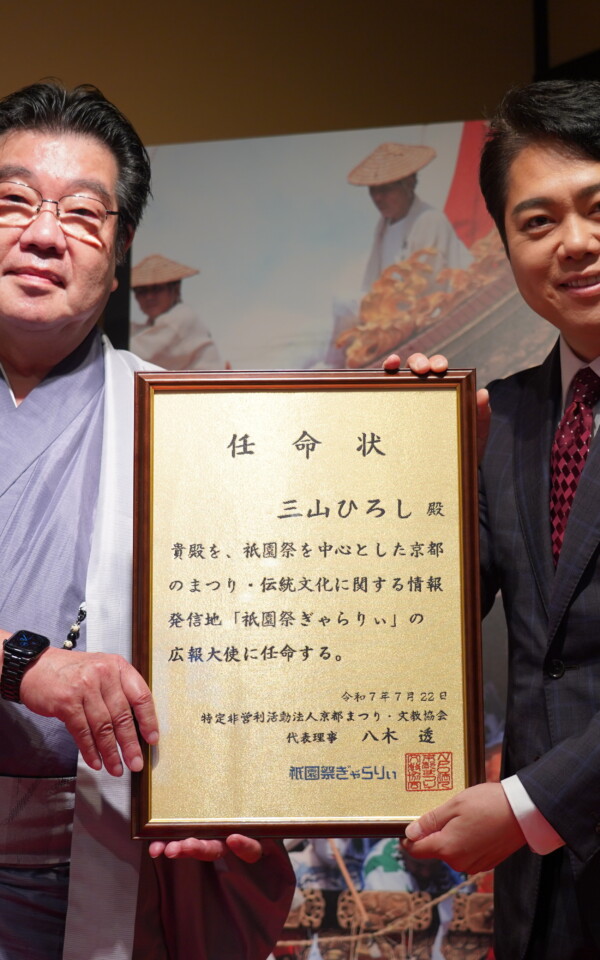 任命状
三山ひろし 殿
貴殿を、祇園祭を中心とした京都
のまつり・伝統文化に関する情報
発信地「祇園祭ぎゃらりぃ」の
広報大使に任命する。
令和7年7月22日
特定非営利活動法人京都まつり・文教協会
代表理事 八木 透
祇園祭ぎゃらりぃ